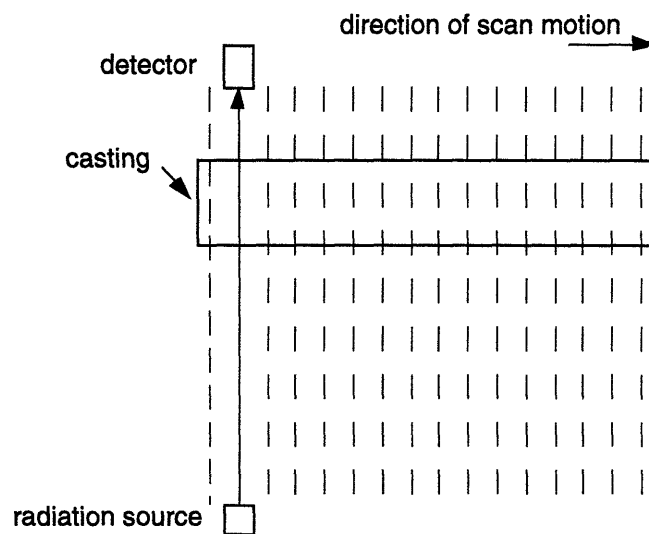 direction of scan motion
detector
casting
radiation source